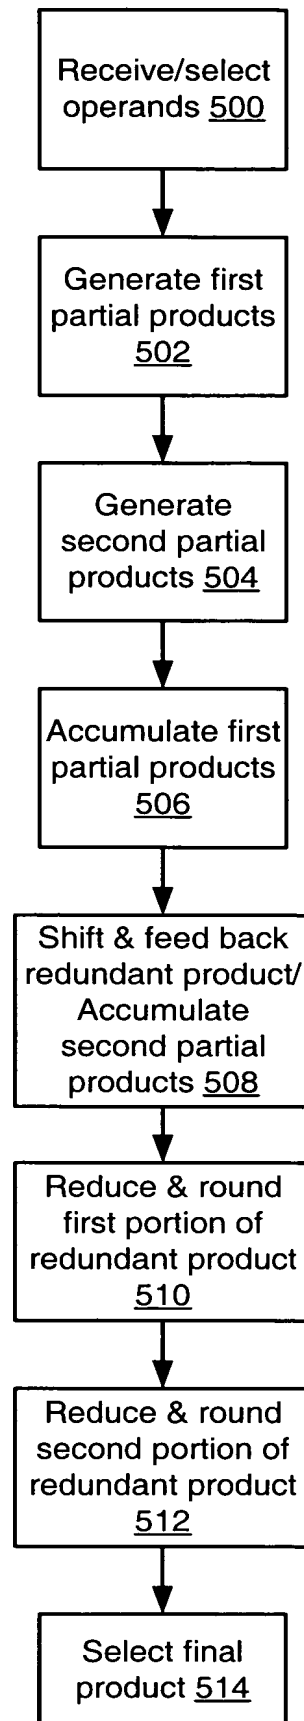 Receive/select
operands 500
Generate first
partial products
502
Generate
second partial
products 504
Accumulate first
partial products
506
Shift & feed back
redundant product/
Accumulate
second partial
products 508
Reduce & round
first portion of
redundant product
510
Reduce & round
second portion of
redundant product
512
Select final
product 514